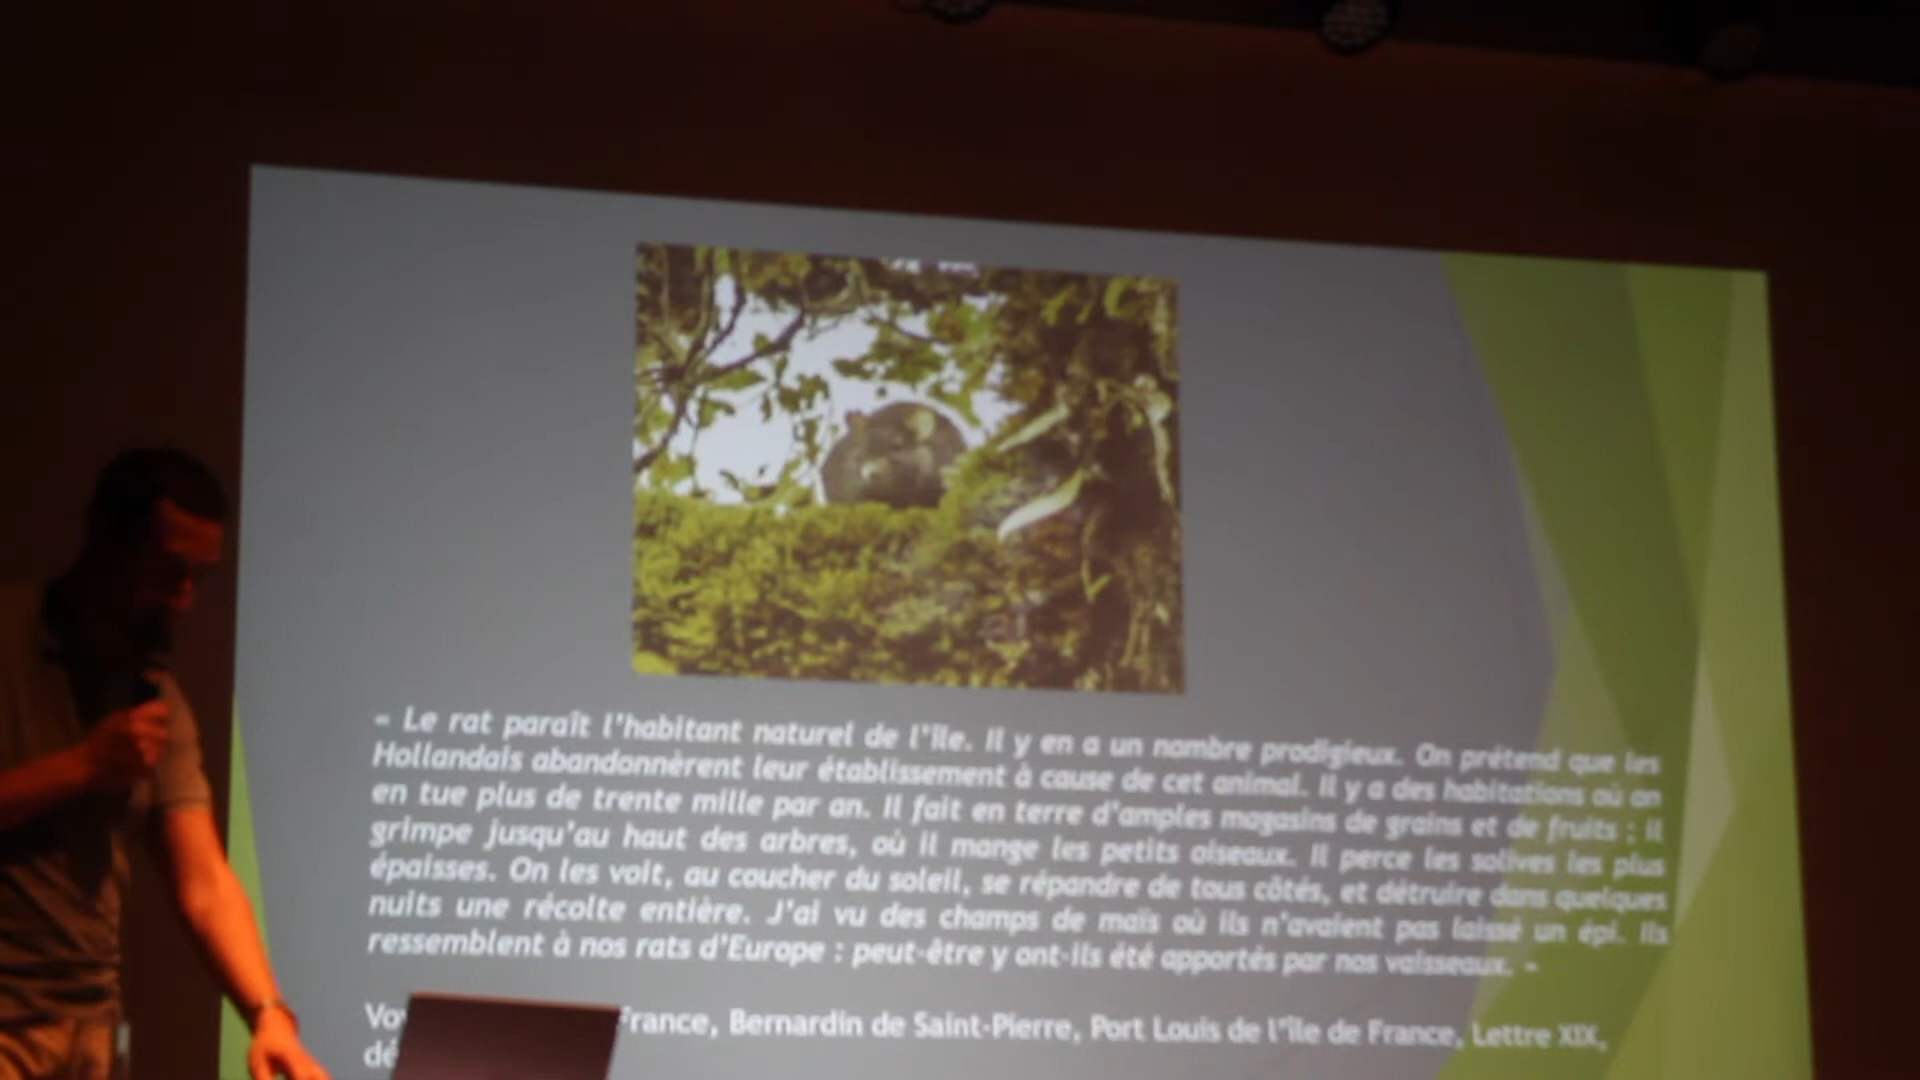 « Le rat paraît l'habitant naturel de l'île. Il y en a un nombre prodigieux. On prétend que les
Hollandais abandonnèrent leur établissement à cause de cet animal. Il y a des habitations où on
en tue plus de trente mille par an. Il fait en terre d'amples magasins de grains et de fruits ; il
grimpe jusqu'au haut des arbres, où il mange les petits oiseaux. Il perce les solives les plus
épaisses. On les voit, au coucher du soleil, se répandre de tous côtés, et détruire dans quelques
nuits une récolte entière. J'ai vu des champs de maïs où ils n'avaient pas laissé un épi. Ils
ressemblent à nos rats d'Europe : peut-être y ont-ils été apportés par nos vaisseaux. »
France, Bernardin de Saint-Pierre, Port Louis de l'île de France, Lettre XIX,